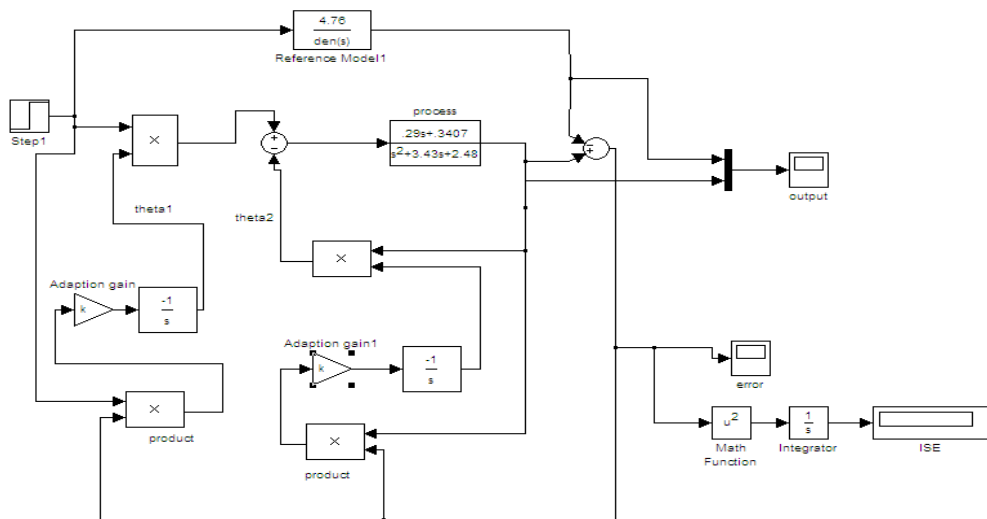 4.76
den(s)
Reference Model1
Step1
×
+
−
process
.29s+.3407
s²+3.43s+2.48
−
+
output
theta1
theta2
×
Adaption gain
k
-1
s
Adaption gain1
k
-1
s
error
×
product
×
product
u²
Math
Function
1
s
Integrator
ISE